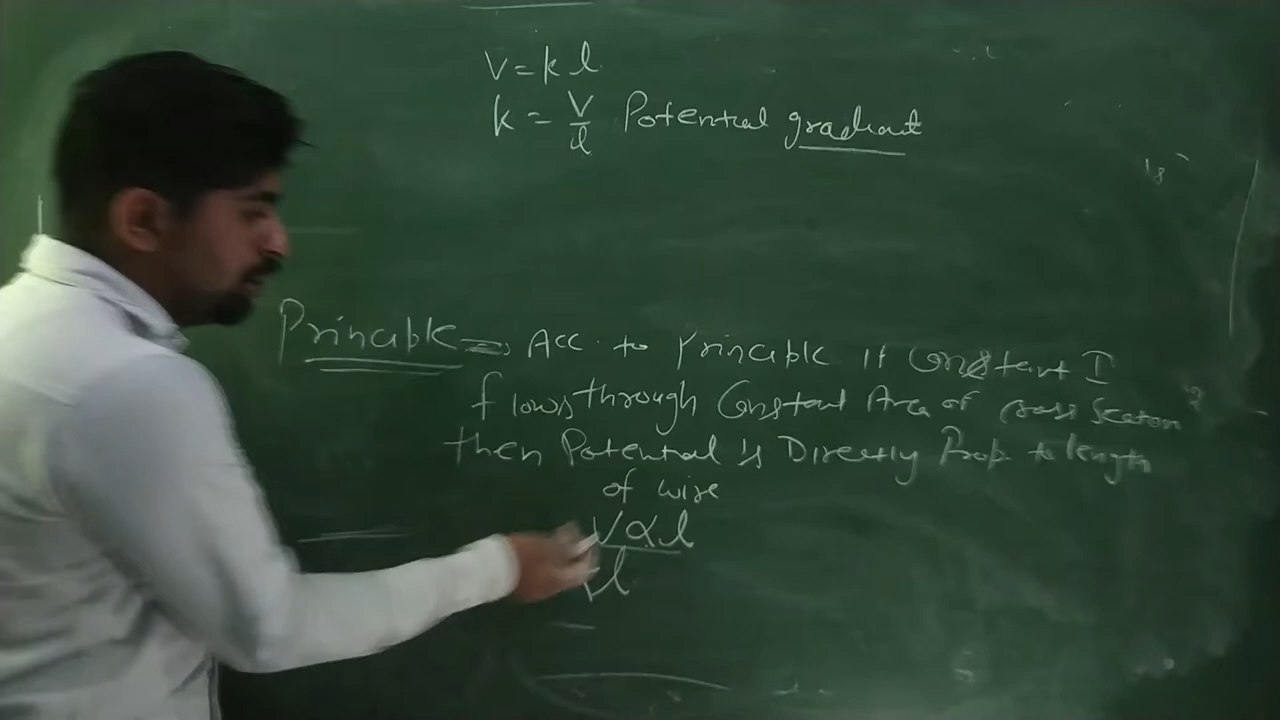 V = k l
k = V/l Potential gradient
Principle => Acc. to Principle if Constant I
flows through Constant Area of cross Section
then Potential is Directly Prop to length
of wire
V ∝ l
l
18